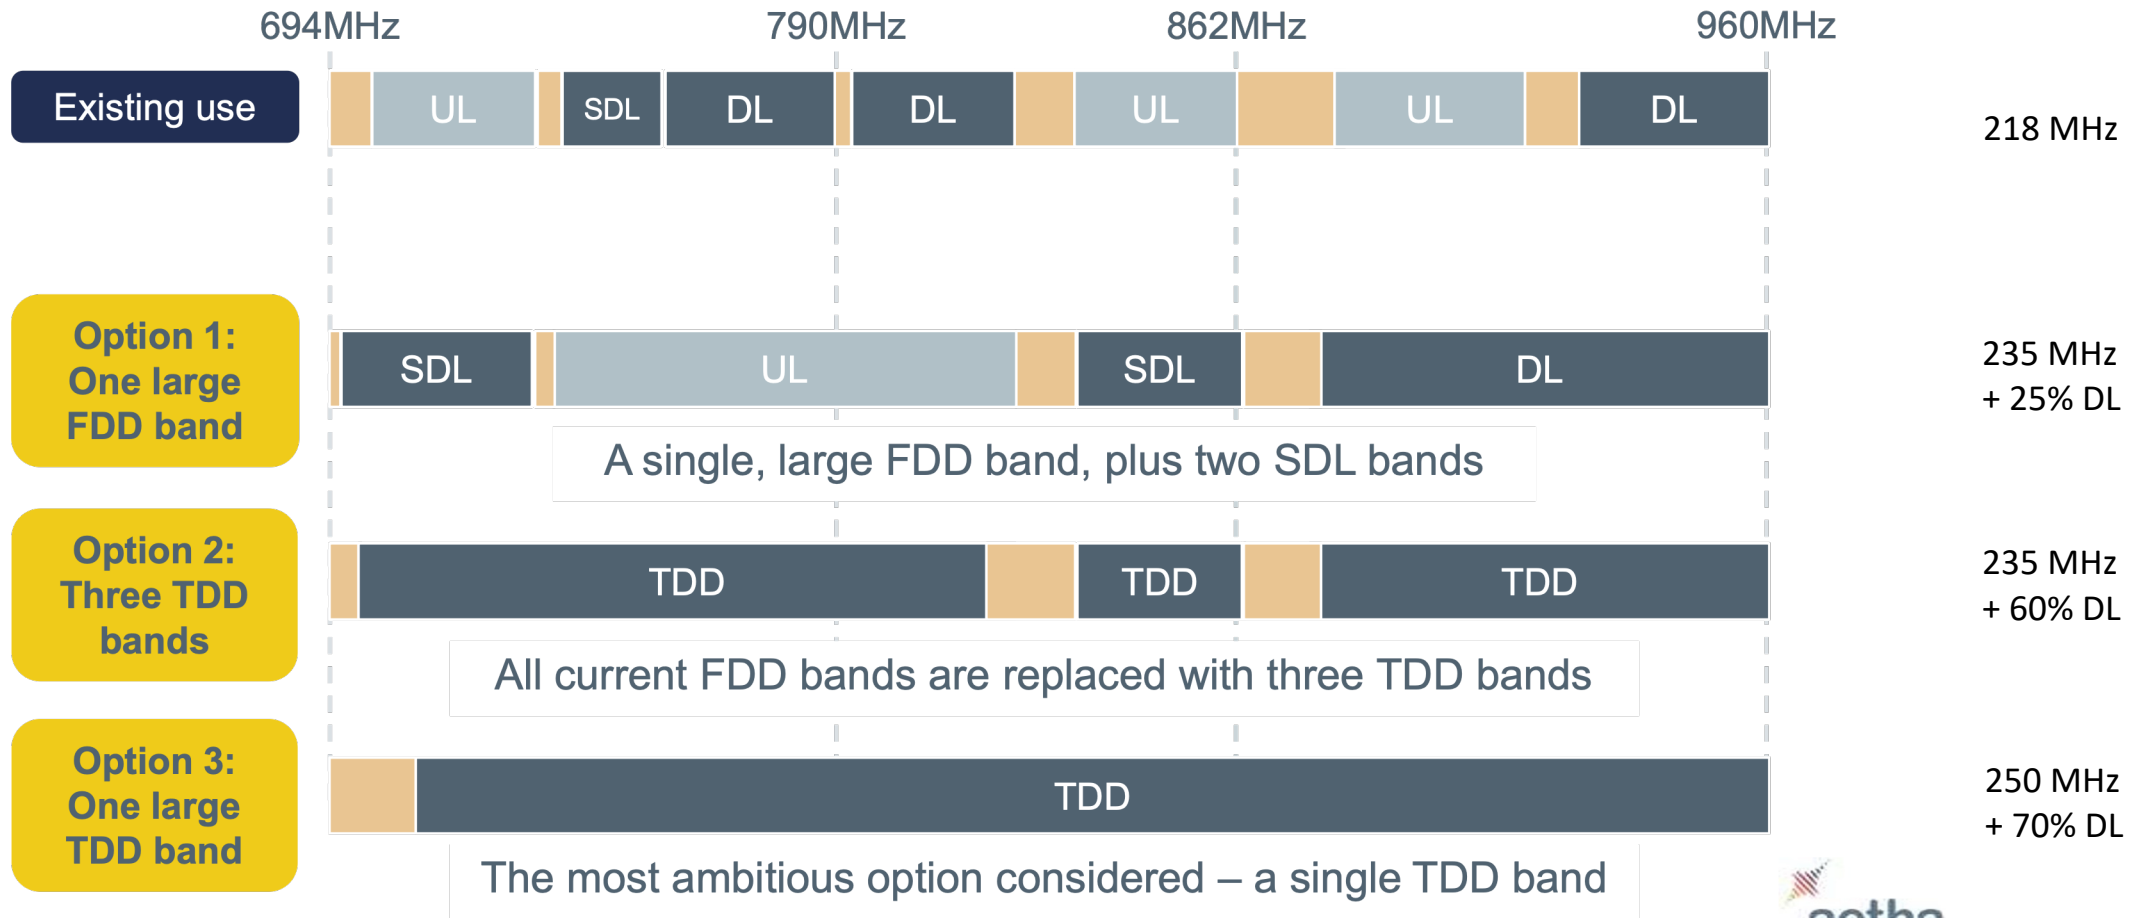 694MHz 790MHz 862MHz 960MHz
Existing use UL SDL DL DL UL UL DL 218 MHz
Option 1:
One large
FDD band
SDL UL SDL DL
235 MHz
+ 25% DL
A single, large FDD band, plus two SDL bands
Option 2:
Three TDD
bands
TDD TDD TDD
235 MHz
+ 60% DL
All current FDD bands are replaced with three TDD bands
Option 3:
One large
TDD band
TDD
250 MHz
+ 70% DL
The most ambitious option considered – a single TDD band